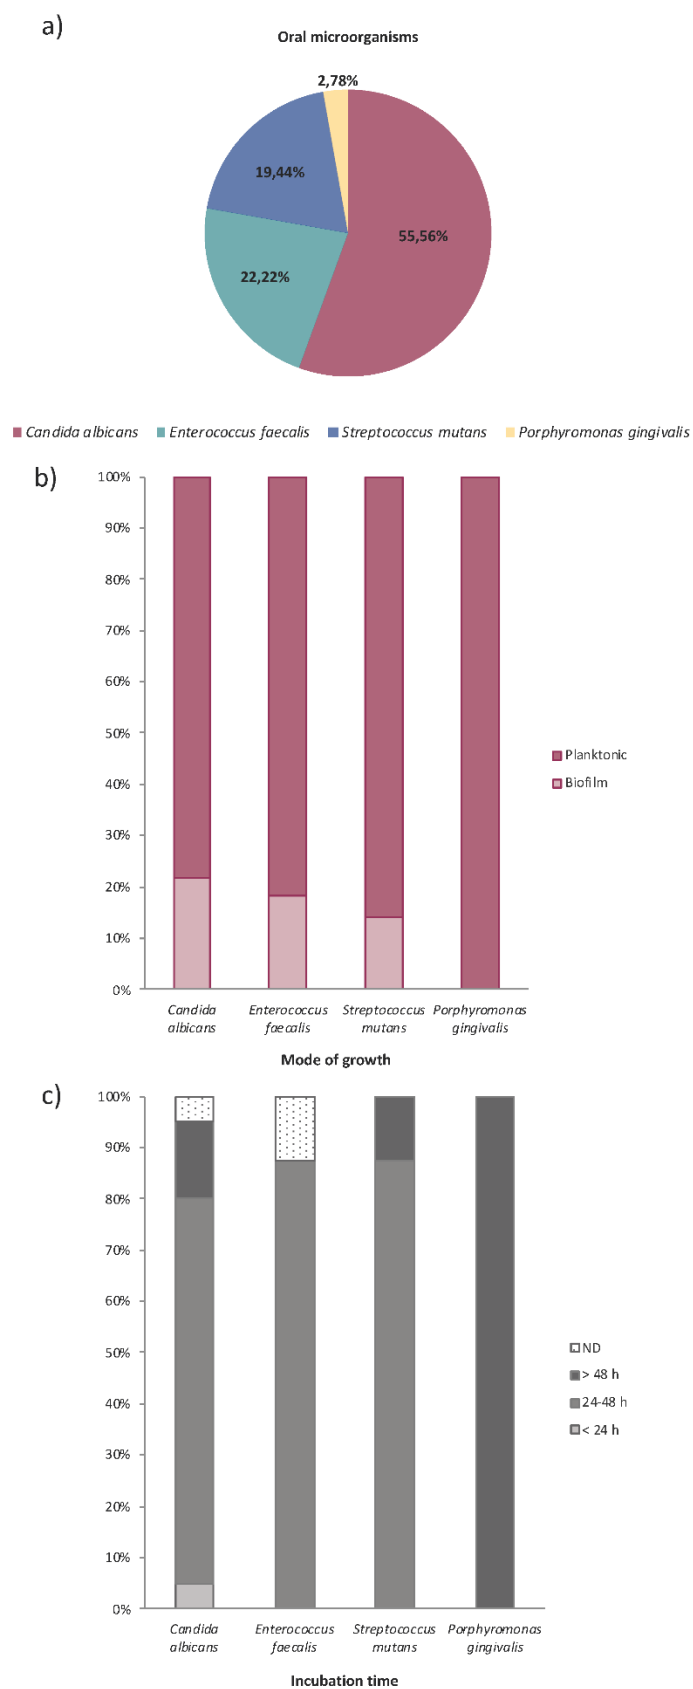 a)
Oral microorganisms
2,78%
19,44%
55,56%
22,22%
Candida albicans Enterococcus faecalis Streptococcus mutans Porphyromonas gingivalis
b)
100%
90%
80%
70%
60%
50%
40%
30%
20%
10%
0%
Planktonic
Biofilm
Candida albicans
Enterococcus faecalis
Streptococcus mutans
Porphyromonas gingivalis
Mode of growth
c)
100%
90%
80%
70%
60%
50%
40%
30%
20%
10%
0%
ND
> 48 h
24-48 h
< 24 h
Candida albicans
Enterococcus faecalis
Streptococcus mutans
Porphyromonas gingivalis
Incubation time